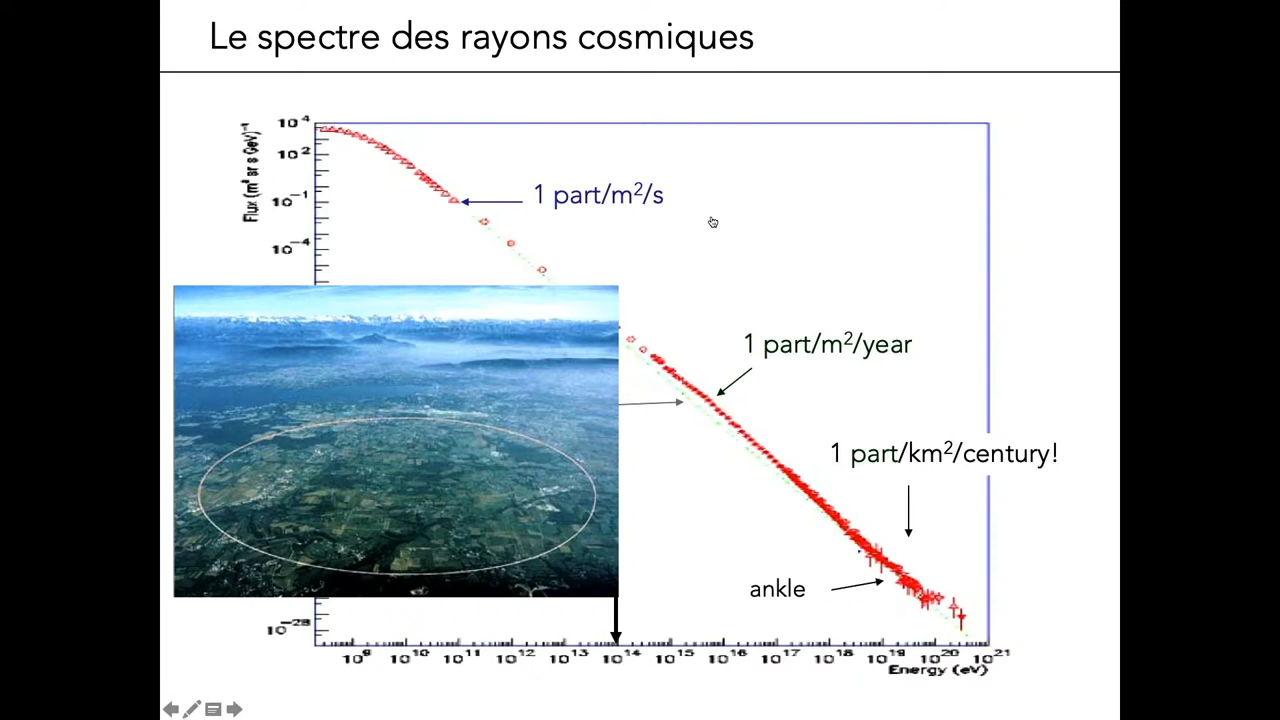 Le spectre des rayons cosmiques
Flux (m² sr s GeV)⁻¹
10⁴
10²
10⁻¹
10⁻⁴
10⁻²⁸
1 part/m²/s
1 part/m²/year
1 part/km²/century!
ankle
10⁹ 10¹⁰ 10¹¹ 10¹² 10¹³ 10¹⁴ 10¹⁵ 10¹⁶ 10¹⁷ 10¹⁸ 10¹⁹ 10²⁰ 10²¹
Energy (eV)